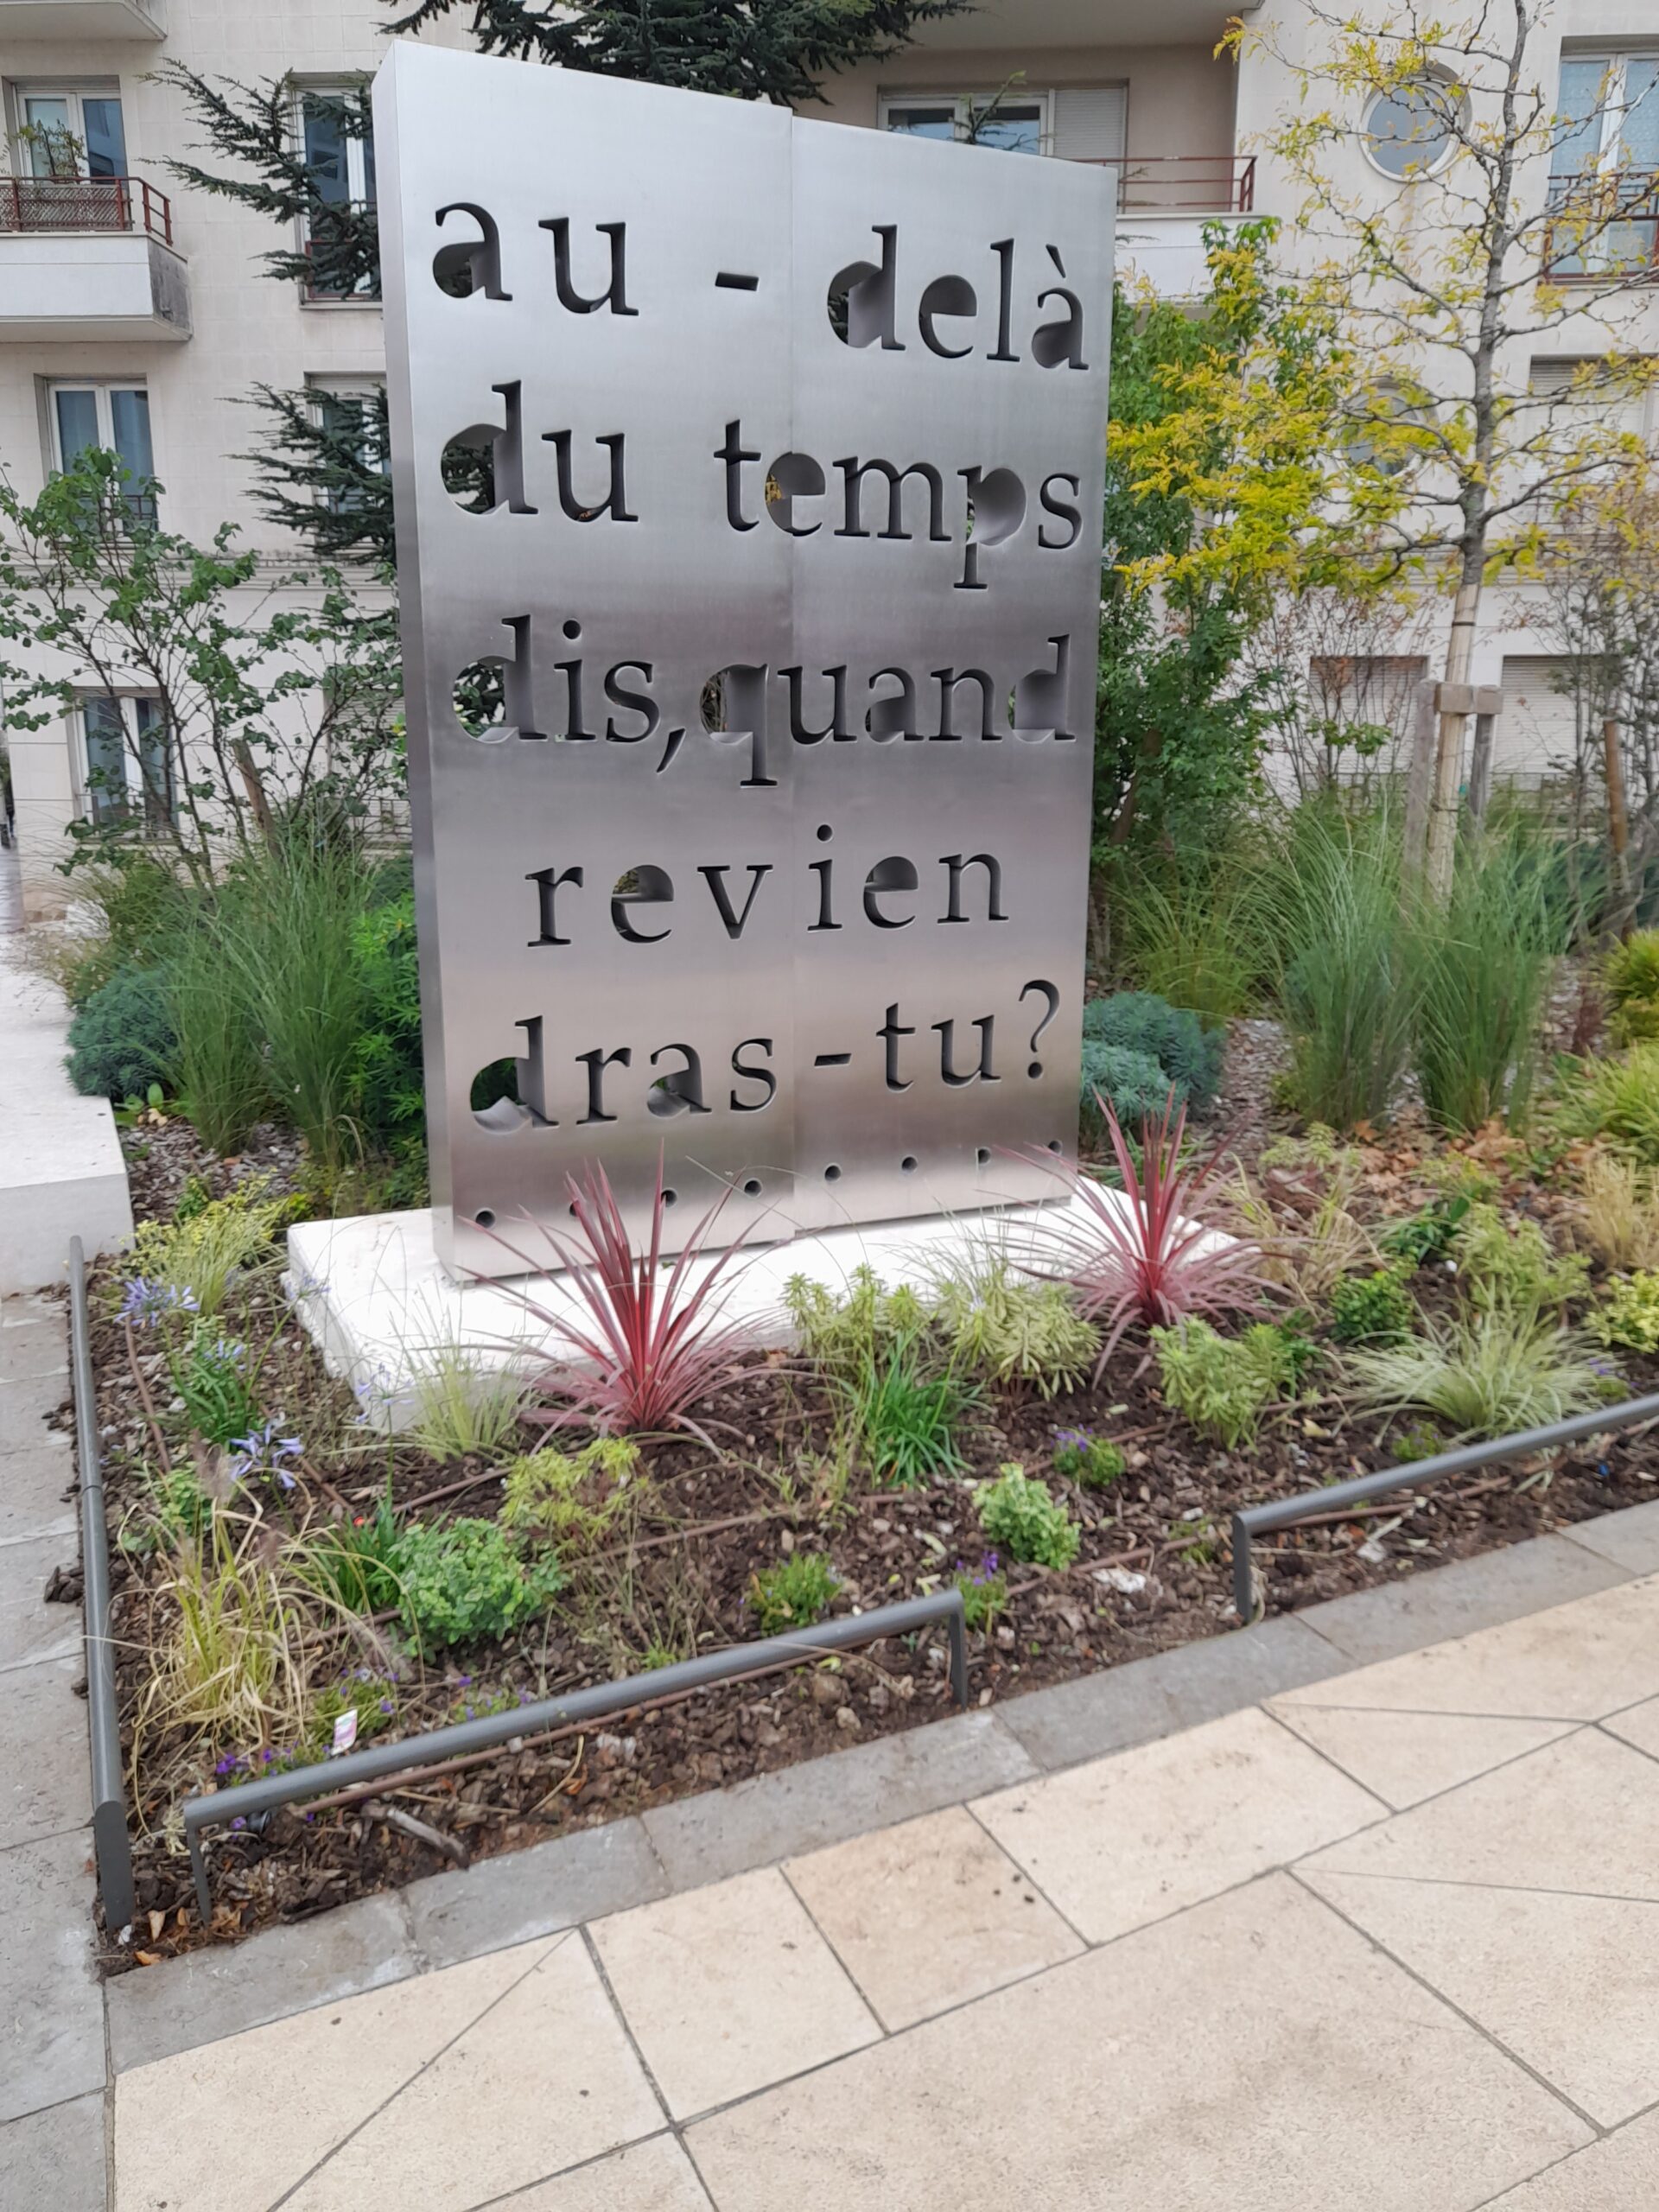 au - delà
du temps
dis, quand
revien
dras - tu?